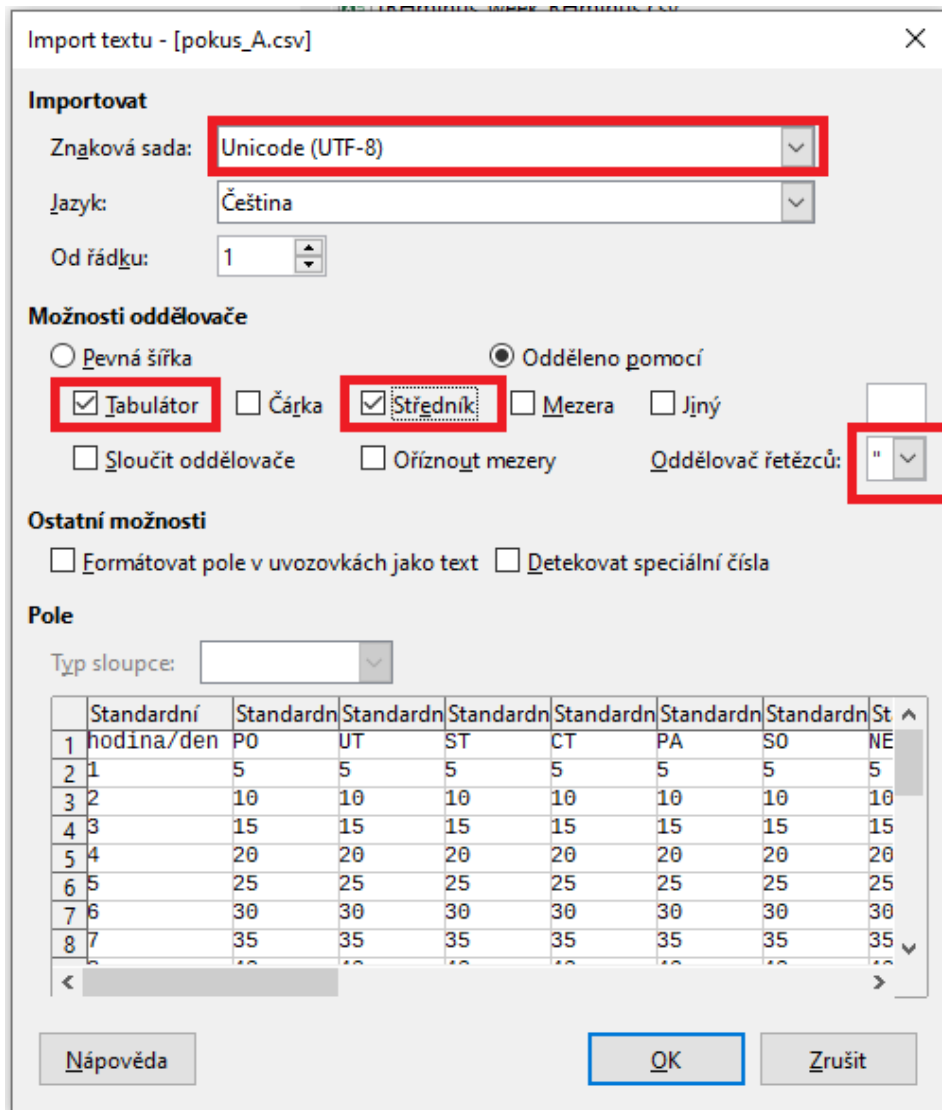 Import textu - [pokus_A.csv]
Importovat
Znaková sada: Unicode (UTF-8)
Jazyk: Čeština
Od řádku: 1
Možnosti oddělovače
Pevná šířka Odděleno pomocí
Tabulátor Čárka Středník Mezera Jiný
Sloučit oddělovače Oříznout mezery Oddělovač řetězců: "
Ostatní možnosti
Formátovat pole v uvozovkách jako text Detekovat speciální čísla
Pole
Typ sloupce:
Standardní Standardn Standardn Standardn Standardn Standardn Standardn St
1 hodina/den PO UT ST CT PA SO NE
2 1 5 5 5 5 5 5 5
3 2 10 10 10 10 10 10 10
4 3 15 15 15 15 15 15 15
5 4 20 20 20 20 20 20 20
6 5 25 25 25 25 25 25 25
7 6 30 30 30 30 30 30 30
8 7 35 35 35 35 35 35 35
Nápověda OK Zrušit